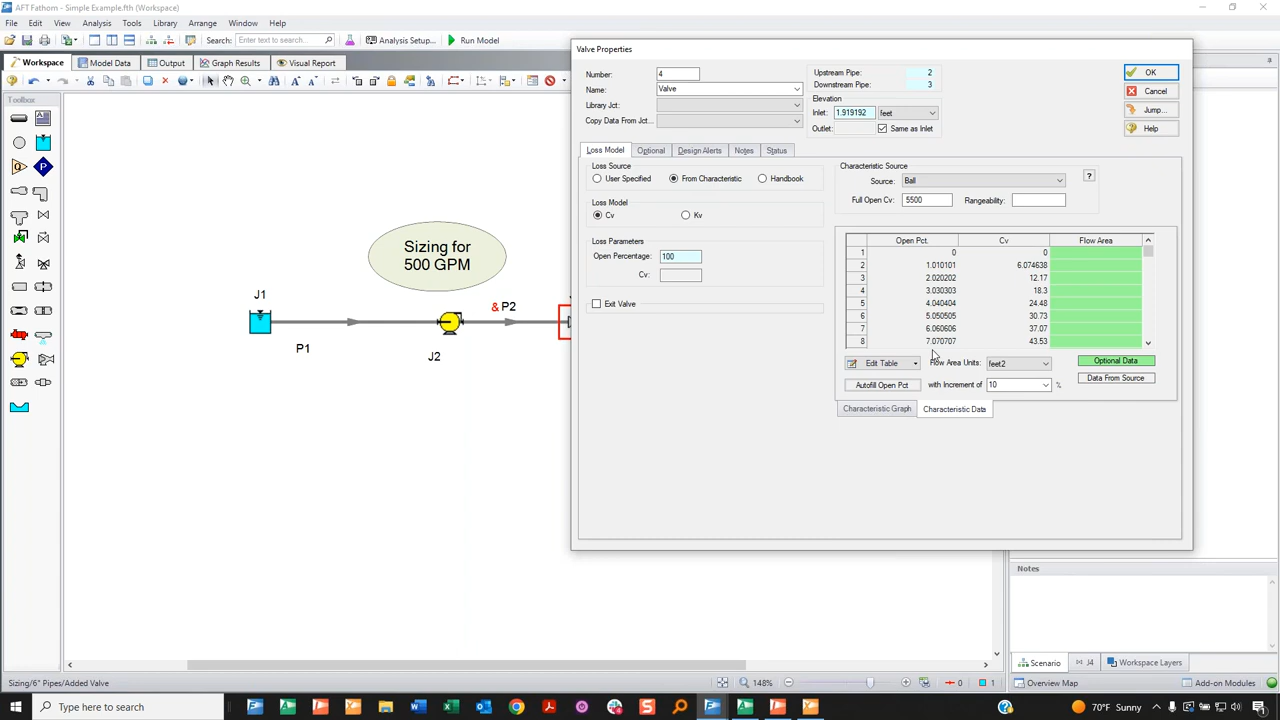 AFT Fathom - Simple Example.fth (Workspace)
File Edit View Analysis Tools Library Arrange Window Help
Search: Enter text to search... Analysis Setup... Run Model
Workspace Model Data Output Graph Results Visual Report
Toolbox
Sizing for
500 GPM
J1
& P2
P1
J2
Valve Properties
Number: 4
Name: Valve
Library Jct:
Copy Data From Jct...
Upstream Pipe: 2
Downstream Pipe: 3
Elevation
Inlet: 1.919192 feet
Outlet: Same as Inlet
OK
Cancel
Jump...
Help
Loss Model Optional Design Alerts Notes Status
Loss Source
User Specified From Characteristic Handbook
Loss Model
Cv Kv
Loss Parameters
Open Percentage: 100
Cv:
Exit Valve
Characteristic Source
Source: Ball ?
Full Open Cv: 5500 Rangeability:
Open Pct. Cv Flow Area
1 0 0
2 1.010101 6.074638
3 2.020202 12.17
4 3.030303 18.3
5 4.040404 24.48
6 5.050505 30.73
7 6.060606 37.07
8 7.070707 43.53
Edit Table Flow Area Units: feet2 Optional Data
Autofill Open Pct with Increment of 10 % Data From Source
Characteristic Graph Characteristic Data
Notes
Scenario J4 Workspace Library
Sizing/6" Pipes/Added Valve 148% 0 1 Overview Map Add-on Modules
Type here to search 70°F Sunny